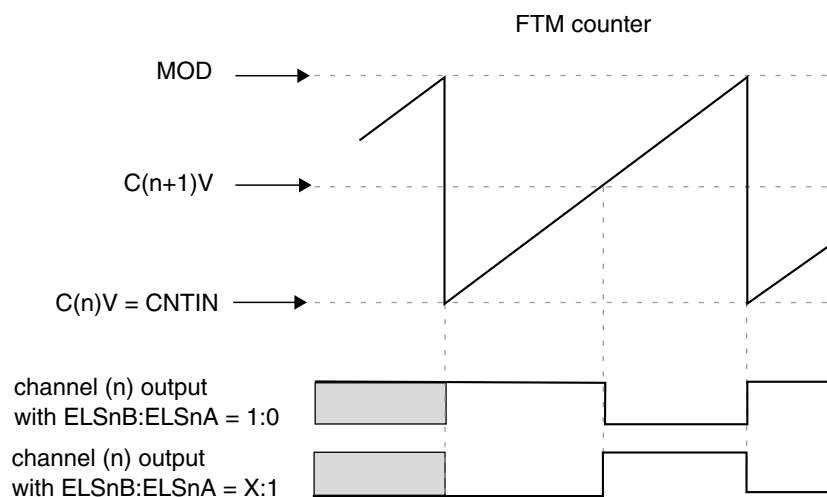 FTM counter
MOD
C(n+1)V
C(n)V = CNTIN
channel (n) output
with ELSnB:ELSnA = 1:0
channel (n) output
with ELSnB:ELSnA = X:1